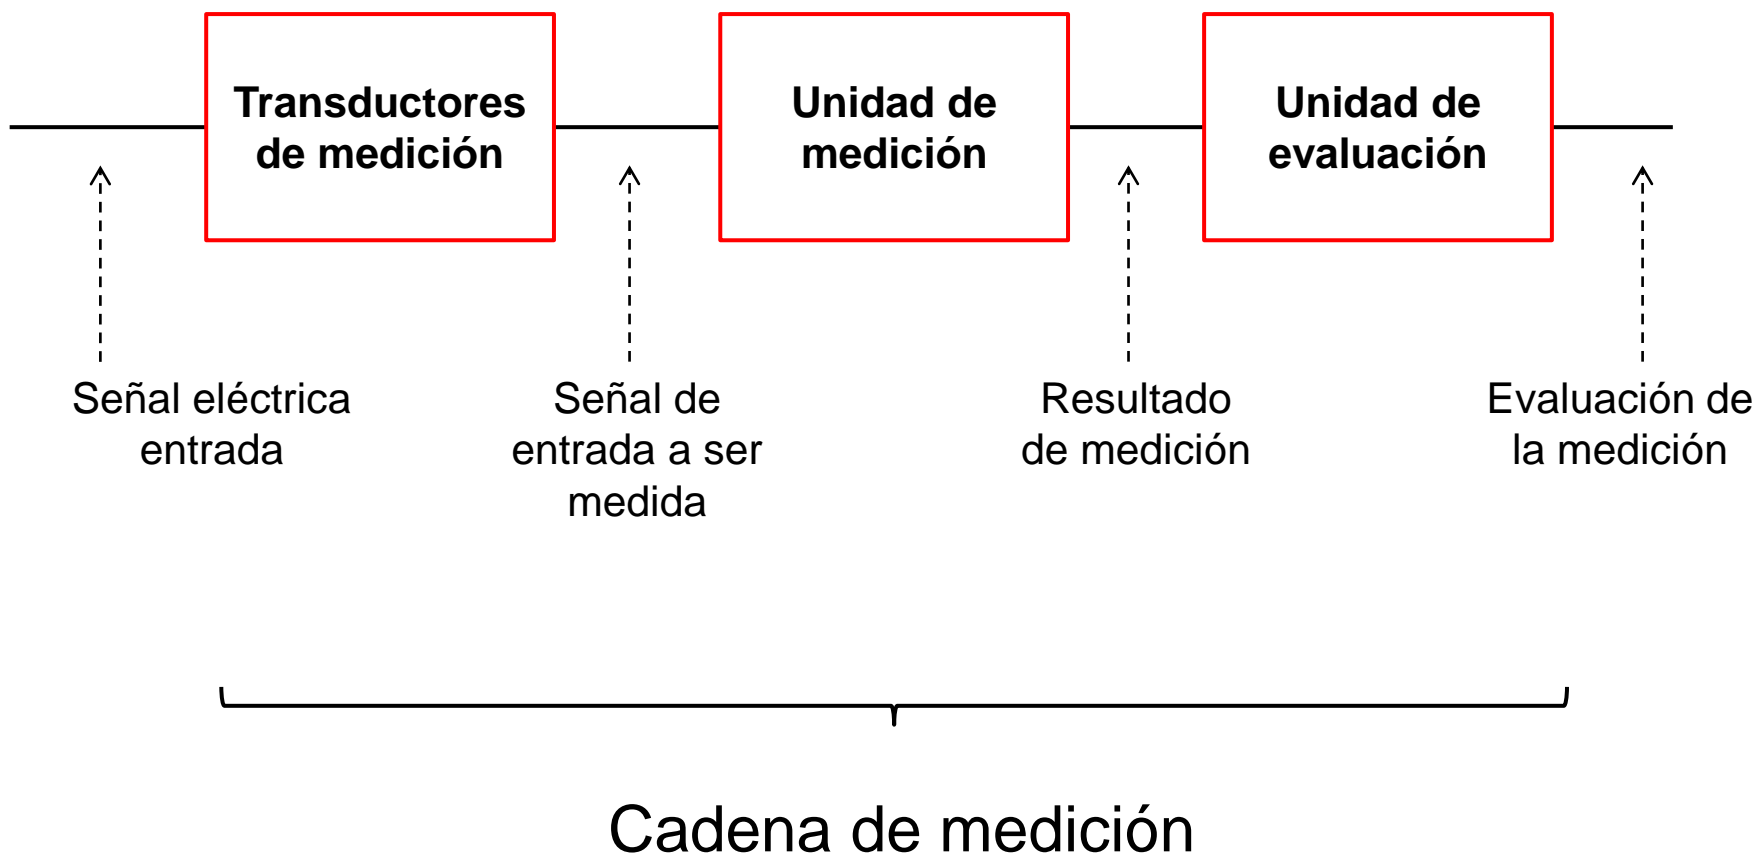 Transductores
de medición
Unidad de
medición
Unidad de
evaluación
Señal eléctrica
entrada
Señal de
entrada a ser
medida
Resultado
de medición
Evaluación de
la medición
Cadena de medición